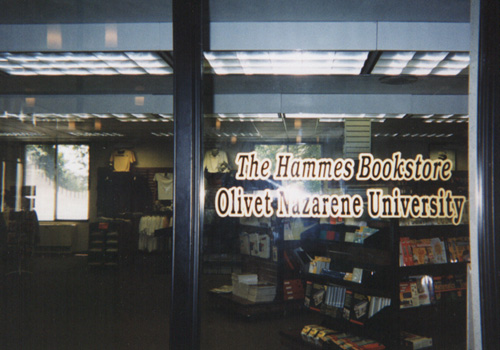 The Hammes Bookstore
Olivet Nazarene University